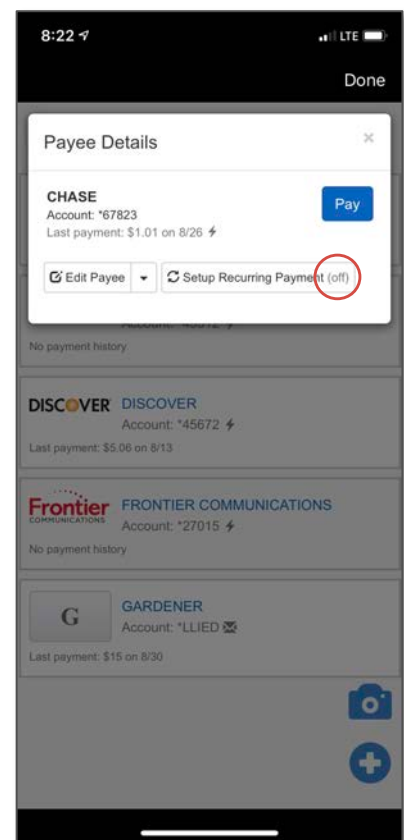 8:22
LTE
Done
Payee Details ×
CHASE
Account: *67823
Last payment: $1.01 on 8/26
Pay
Edit Payee
Setup Recurring Payment (off)
No payment history
DISCOVER DISCOVER
Account: *45672
Last payment: $5.06 on 8/13
Frontier COMMUNICATIONS
FRONTIER COMMUNICATIONS
Account: *27015
No payment history
G
GARDENER
Account: *LLIED
Last payment: $15 on 8/30